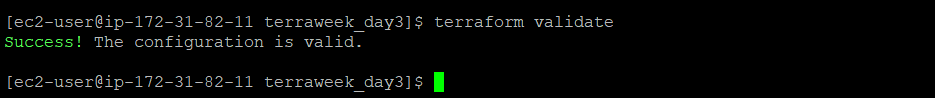 [ec2-user@ip-172-31-82-11 terraweek_day3]$ terraform validate
Success! The configuration is valid.
[ec2-user@ip-172-31-82-11 terraweek_day3]$